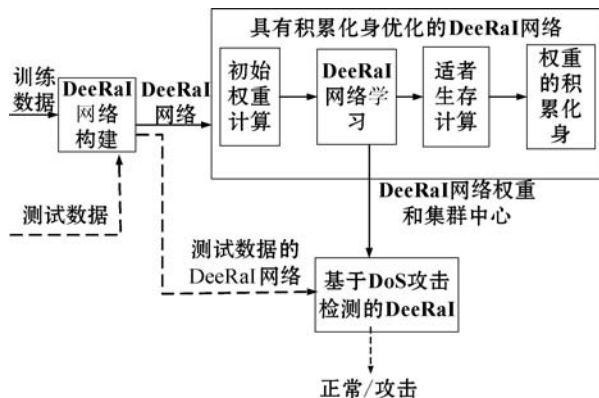 具有积累化身优化的DeeRaI网络
训练
数据
DeeRaI
网络
构建
DeeRaI
网络
初始
权重
计算
DeeRaI
网络学
习
适者
生存
计算
权重
的积
累化
身
测试数据
DeeRaI网络权重
和集群中心
测试数据的
DeeRaI网络
基于DoS攻击
检测的DeeRaI
正常/攻击